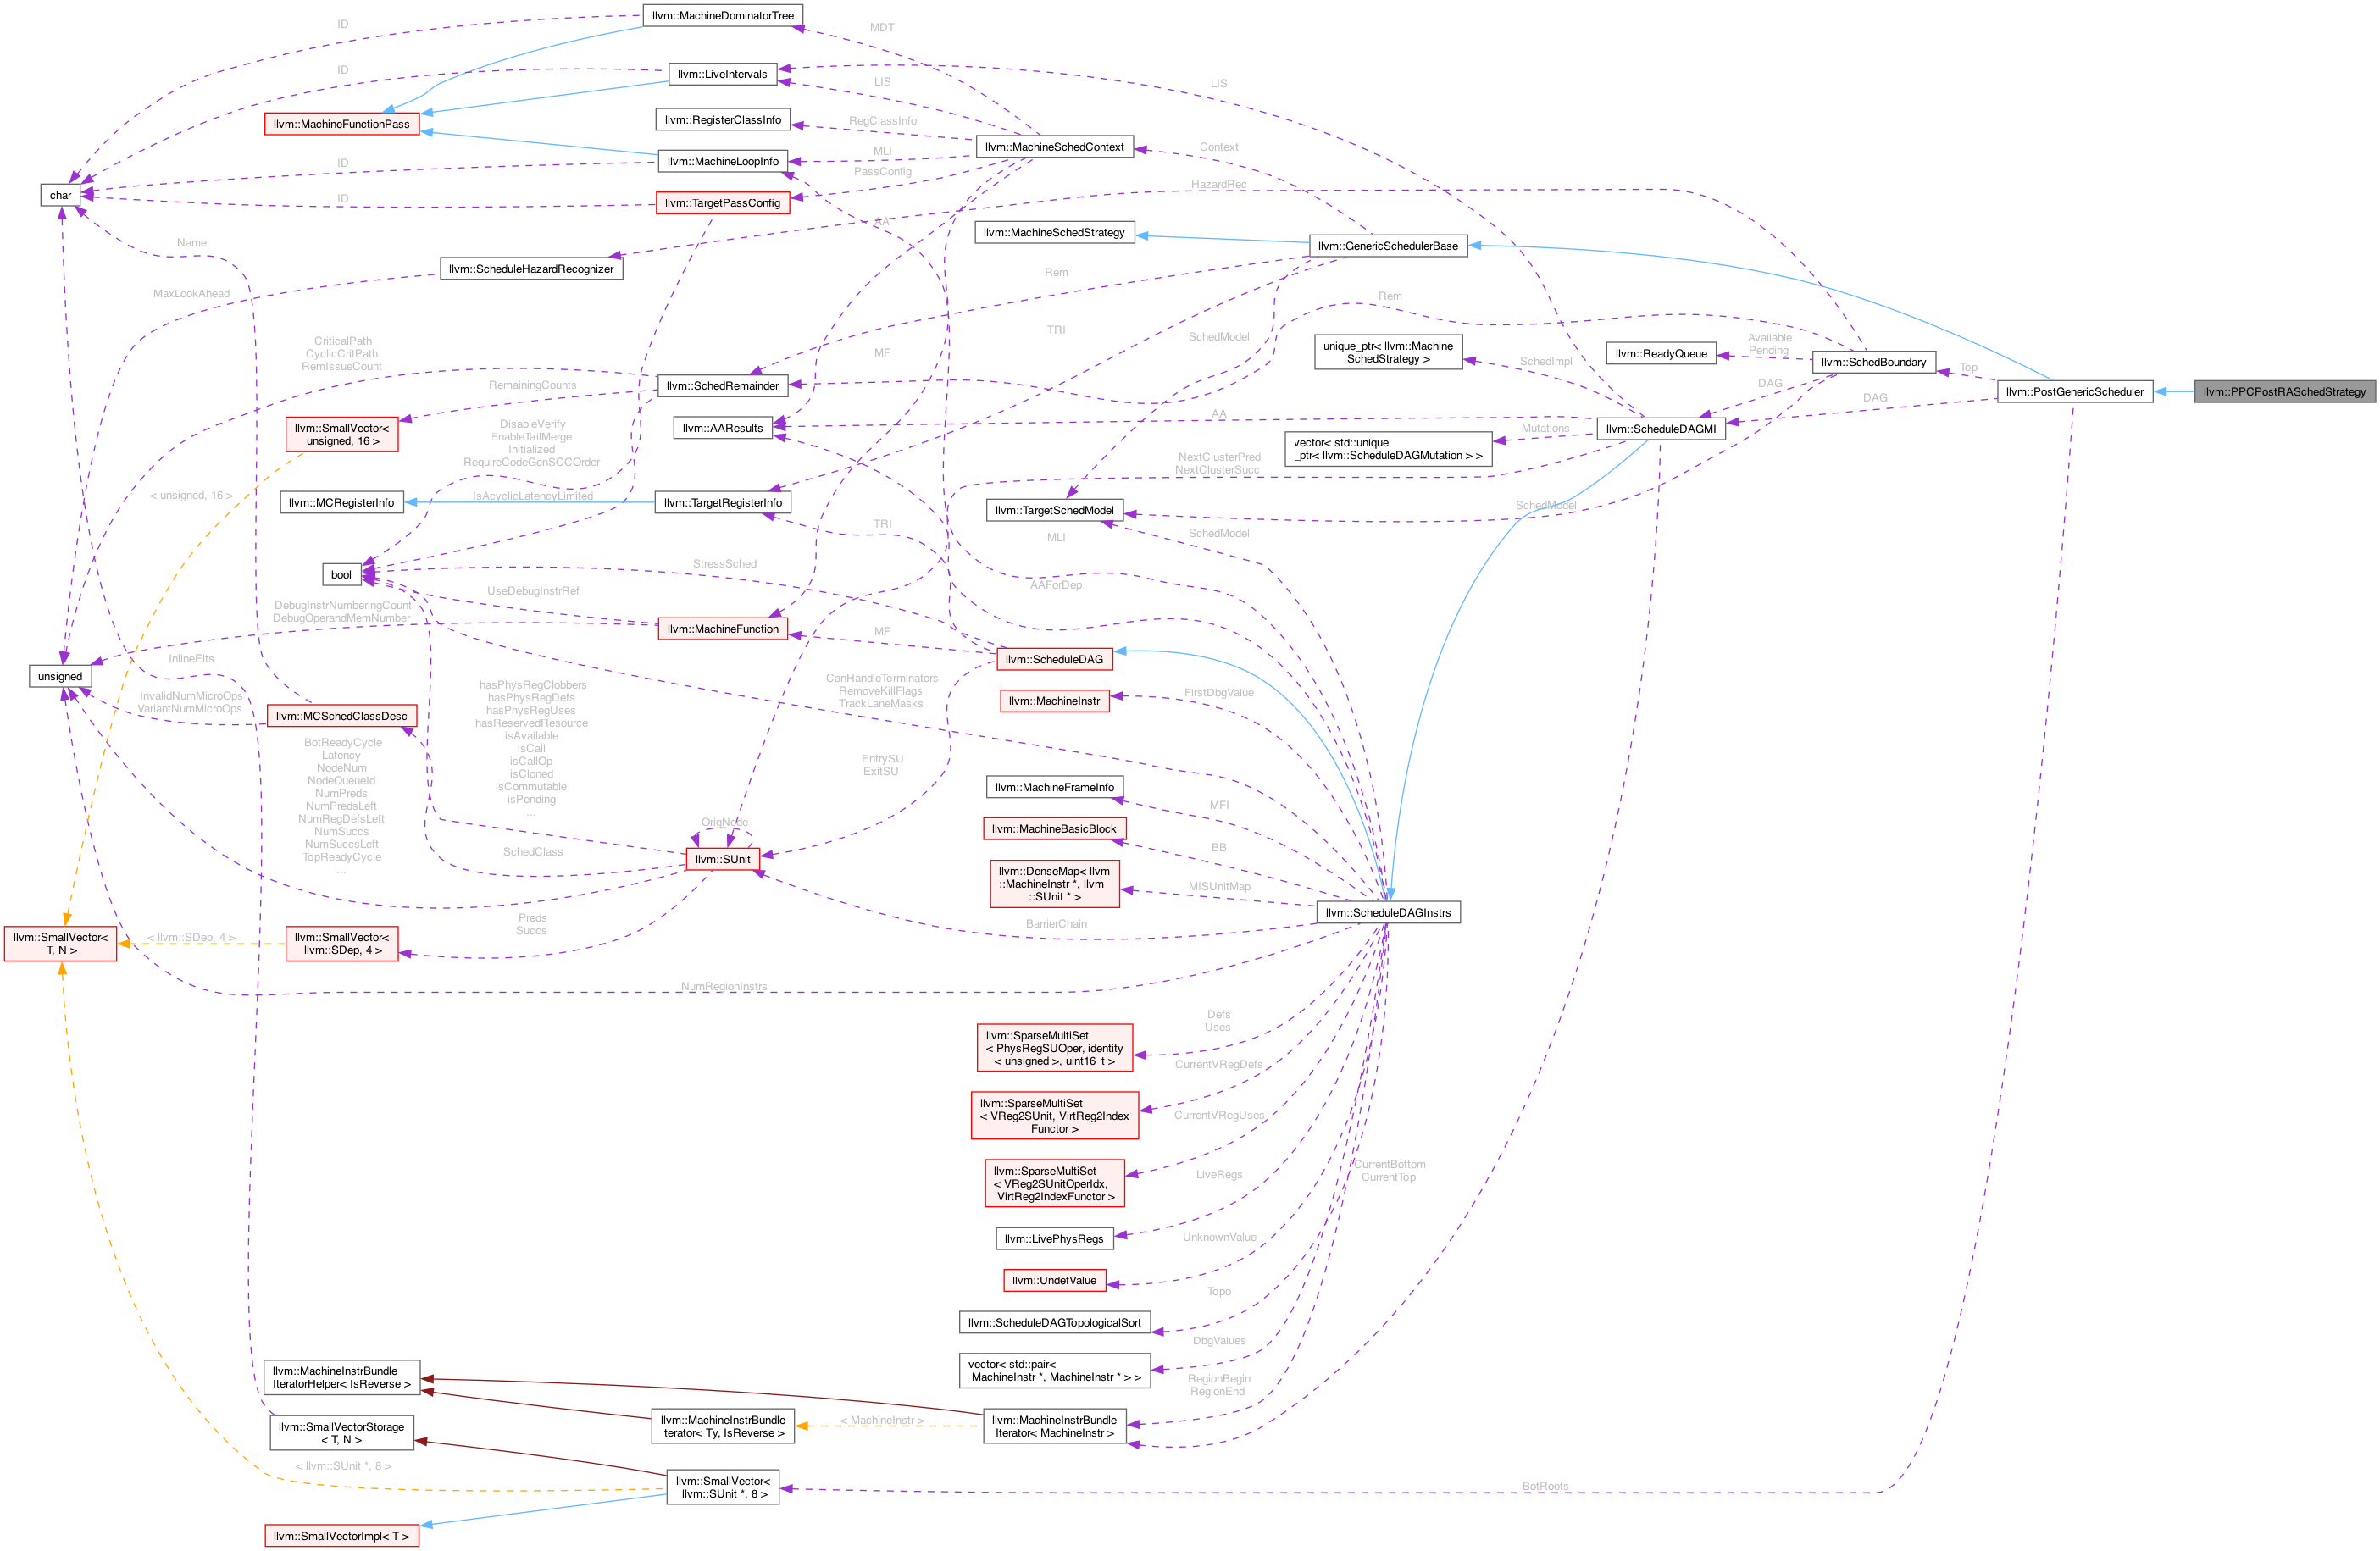 llvm::MachineDominatorTree
ID
MDT
llvm::LiveIntervals
ID
LIS
LIS
llvm::MachineFunctionPass
llvm::RegisterClassInfo
RegClassInfo
llvm::MachineSchedContext
Context
llvm::MachineLoopInfo
ID
MLI
PassConfig
HazardRec
char
ID
llvm::TargetPassConfig
AA
llvm::MachineSchedStrategy
llvm::GenericSchedulerBase
Name
llvm::ScheduleHazardRecognizer
MaxLookAhead
Rem
Rem
CriticalPath
CyclicCritPath
RemIssueCount
TRI
SchedModel
MF
unique_ptr< llvm::Machine
SchedStrategy >
SchedImpl
llvm::ReadyQueue
Available
Pending
llvm::SchedBoundary
Top
DAG
llvm::SchedRemainder
RemainingCounts
llvm::PostGenericScheduler
llvm::PPCPostRASchedStrategy
DAG
llvm::SmallVector<
unsigned, 16 >
DisableVerify
EnableTailMerge
Initialized
RequireCodeGenSCCOrder
llvm::AAResults
AA
llvm::ScheduleDAGMI
Mutations
vector< std::unique
_ptr< llvm::ScheduleDAGMutation > >
NextClusterPred
NextClusterSucc
< unsigned, 16 >
llvm::MCRegisterInfo
IsAcyclicLatencyLimited
llvm::TargetRegisterInfo
llvm::TargetSchedModel
SchedModel
TRI
MLI
SchedModel
bool
StressSched
AAForDep
UseDebugInstrRef
DebugInstrNumberingCount
DebugOperandMemNumber
llvm::MachineFunction
MF
llvm::ScheduleDAG
InlineElts
unsigned
InvalidNumMicroOps
VariantNumMicroOps
llvm::MCSchedClassDesc
hasPhysRegClobbers
hasPhysRegDefs
hasPhysRegUses
hasReservedResource
isAvailable
isCall
isCallOp
isCloned
isCommutable
isPending
...
CanHandleTerminators
RemoveKillFlags
TrackLaneMasks
llvm::MachineInstr
FirstDbgValue
BotReadyCycle
Latency
NodeNum
NodeQueueId
NumPreds
NumPredsLeft
NumRegDefsLeft
NumSuccs
NumSuccsLeft
TopReadyCycle
...
EntrySU
ExitSU
llvm::MachineFrameInfo
MFI
OrigNode
llvm::MachineBasicBlock
BB
SchedClass
llvm::SUnit
llvm::DenseMap< llvm
::MachineInstr *, llvm
::SUnit * >
MISUnitMap
llvm::ScheduleDAGInstrs
Preds
Succs
BarrierChain
llvm::SmallVector<
T, N >
< llvm::SDep, 4 >
llvm::SmallVector<
llvm::SDep, 4 >
NumRegionInstrs
llvm::SparseMultiSet
< PhysRegSUOper, identity
< unsigned >, uint16_t >
Defs
Uses
llvm::SparseMultiSet
< VReg2SUnit, VirtReg2Index
Functor >
CurrentVRegDefs
llvm::SparseMultiSet
< VReg2SUnitOperIdx,
VirtReg2IndexFunctor >
CurrentVRegUses
CurrentBottom
CurrentTop
LiveRegs
llvm::LivePhysRegs
UnknownValue
llvm::UndefValue
Topo
llvm::ScheduleDAGTopologicalSort
DbgValues
vector< std::pair<
MachineInstr *, MachineInstr * > >
llvm::MachineInstrBundle
IteratorHelper< IsReverse >
RegionBegin
RegionEnd
llvm::SmallVectorStorage
< T, N >
llvm::MachineInstrBundle
Iterator< Ty, IsReverse >
< MachineInstr >
llvm::MachineInstrBundle
Iterator< MachineInstr >
< llvm::SUnit *, 8 >
llvm::SmallVector<
llvm::SUnit *, 8 >
BotRoots
llvm::SmallVectorImpl< T >